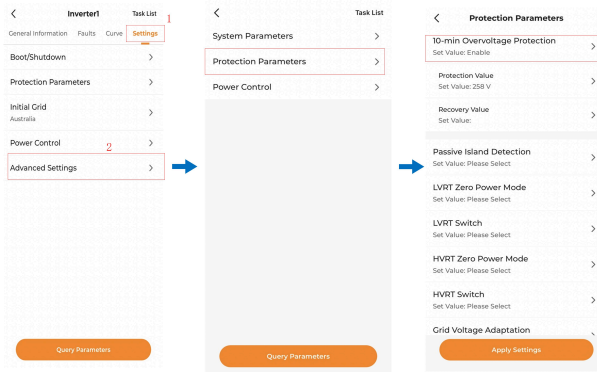 Inverter1
Task List
1
General Information Faults Curve Settings
Boot/Shutdown
Protection Parameters
Initial Grid
Australia
Power Control
2
Advanced Settings
Query Parameters
Task List
System Parameters
Protection Parameters
Power Control
Query Parameters
Protection Parameters
10-min Overvoltage Protection
Set Value: Enable
Protection Value
Set Value: 258 V
Recovery Value
Set Value:
Passive Island Detection
Set Value: Please Select
LVRT Zero Power Mode
Set Value: Please Select
LVRT Switch
Set Value: Please Select
HVRT Zero Power Mode
Set Value: Please Select
HVRT Switch
Set Value: Please Select
Grid Voltage Adaptation
Apply Settings